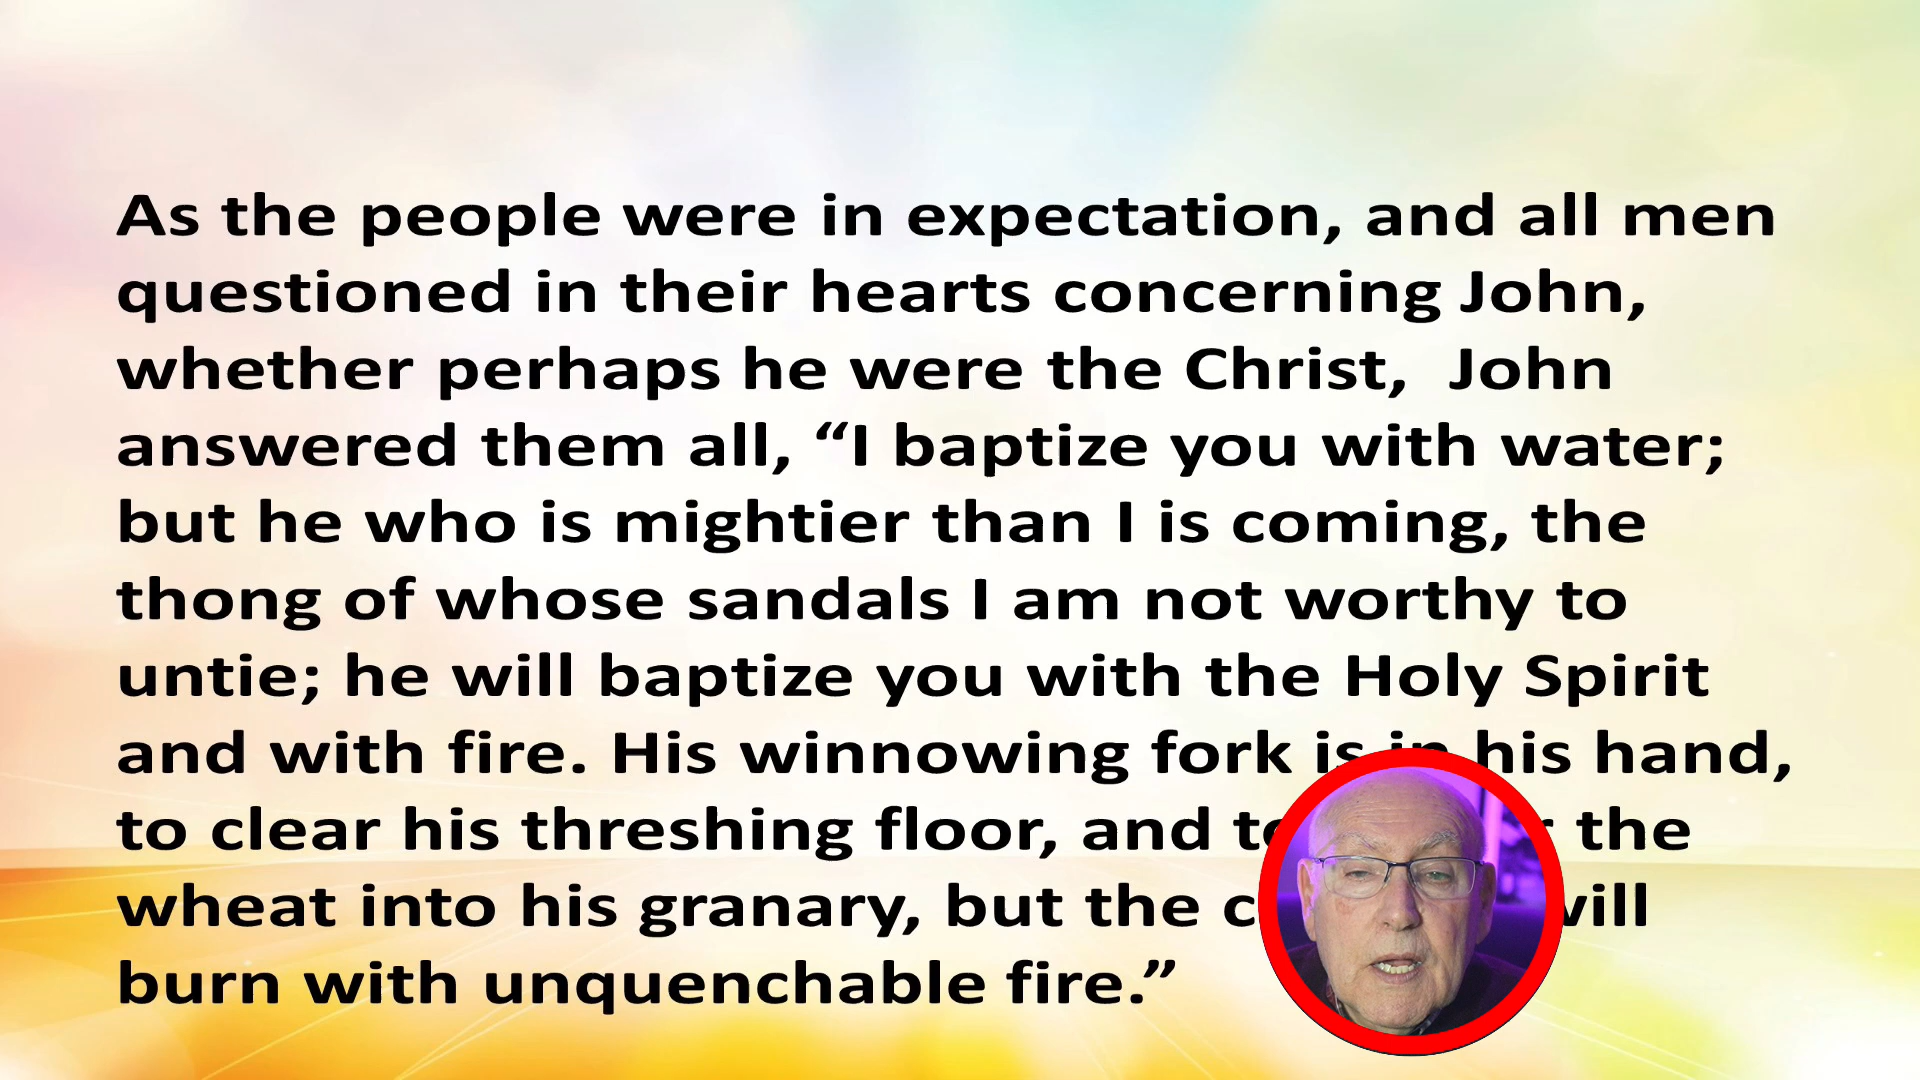 As the people were in expectation, and all men
questioned in their hearts concerning John,
whether perhaps he were the Christ,  John
answered them all, “I baptize you with water;
but he who is mightier than I is coming, the
thong of whose sandals I am not worthy to
untie; he will baptize you with the Holy Spirit
and with fire. His winnowing fork is in his hand,
to clear his threshing floor, and to the
wheat into his granary, but the will
burn with unquenchable fire.”